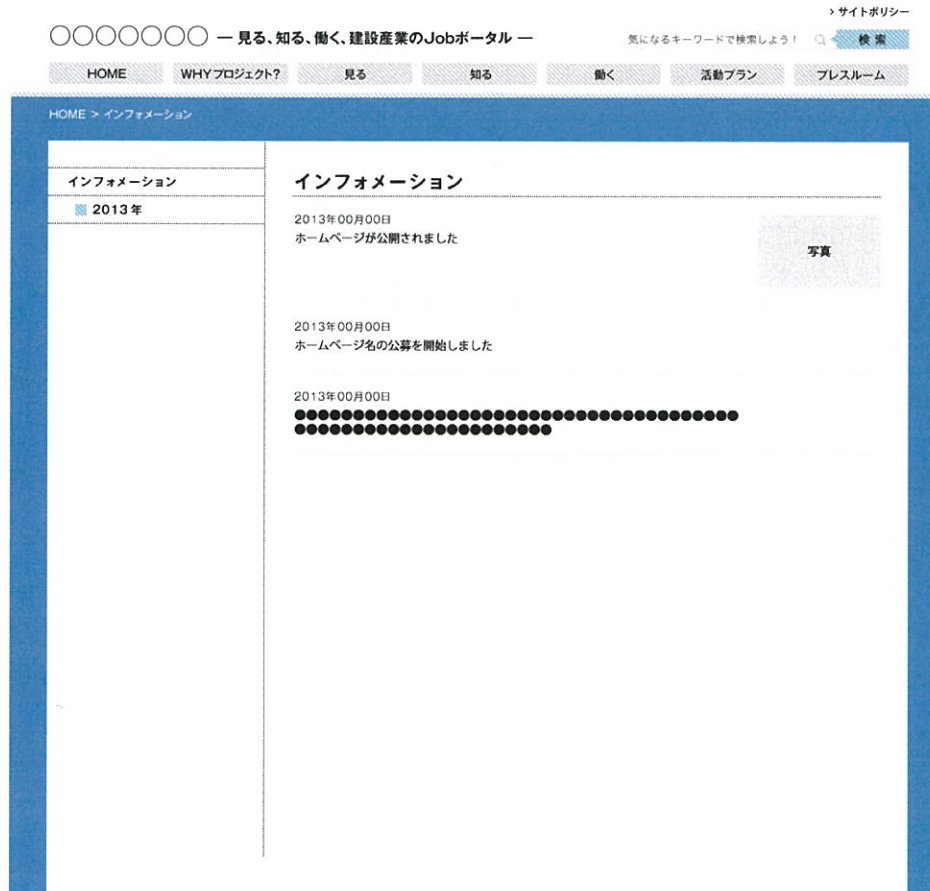 › サイトポリシー
○○○○○○○ ― 見る、知る、働く、建設産業のJobポータル ―
気になるキーワードで検索しよう！
検索
HOME
WHYプロジェクト?
見る
知る
働く
活動プラン
プレスルーム
HOME > インフォメーション
インフォメーション
2013年
インフォメーション
2013年00月00日
ホームページが公開されました
写真
2013年00月00日
ホームページ名の公募を開始しました
2013年00月00日
●●●●●●●●●●●●●●●●●●●●●●●●●●●●●●●●●●●●●●
●●●●●●●●●●●●●●●●●●●●●●